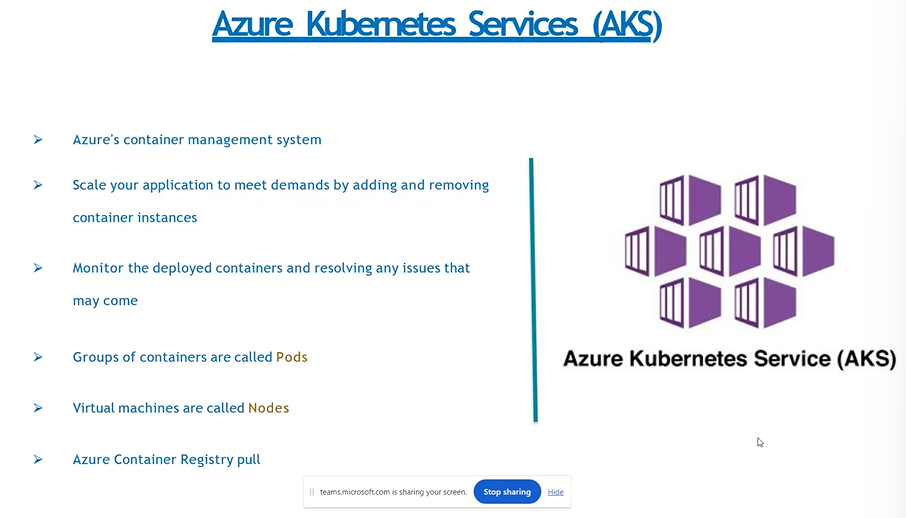 Azure Kubernetes Services (AKS)
Azure's container management system
Scale your application to meet demands by adding and removing
container instances
Monitor the deployed containers and resolving any issues that
may come
Groups of containers are called Pods
Virtual machines are called Nodes
Azure Container Registry pull
Azure Kubernetes Service (AKS)
teams.microsoft.com is sharing your screen. Stop sharing Hide